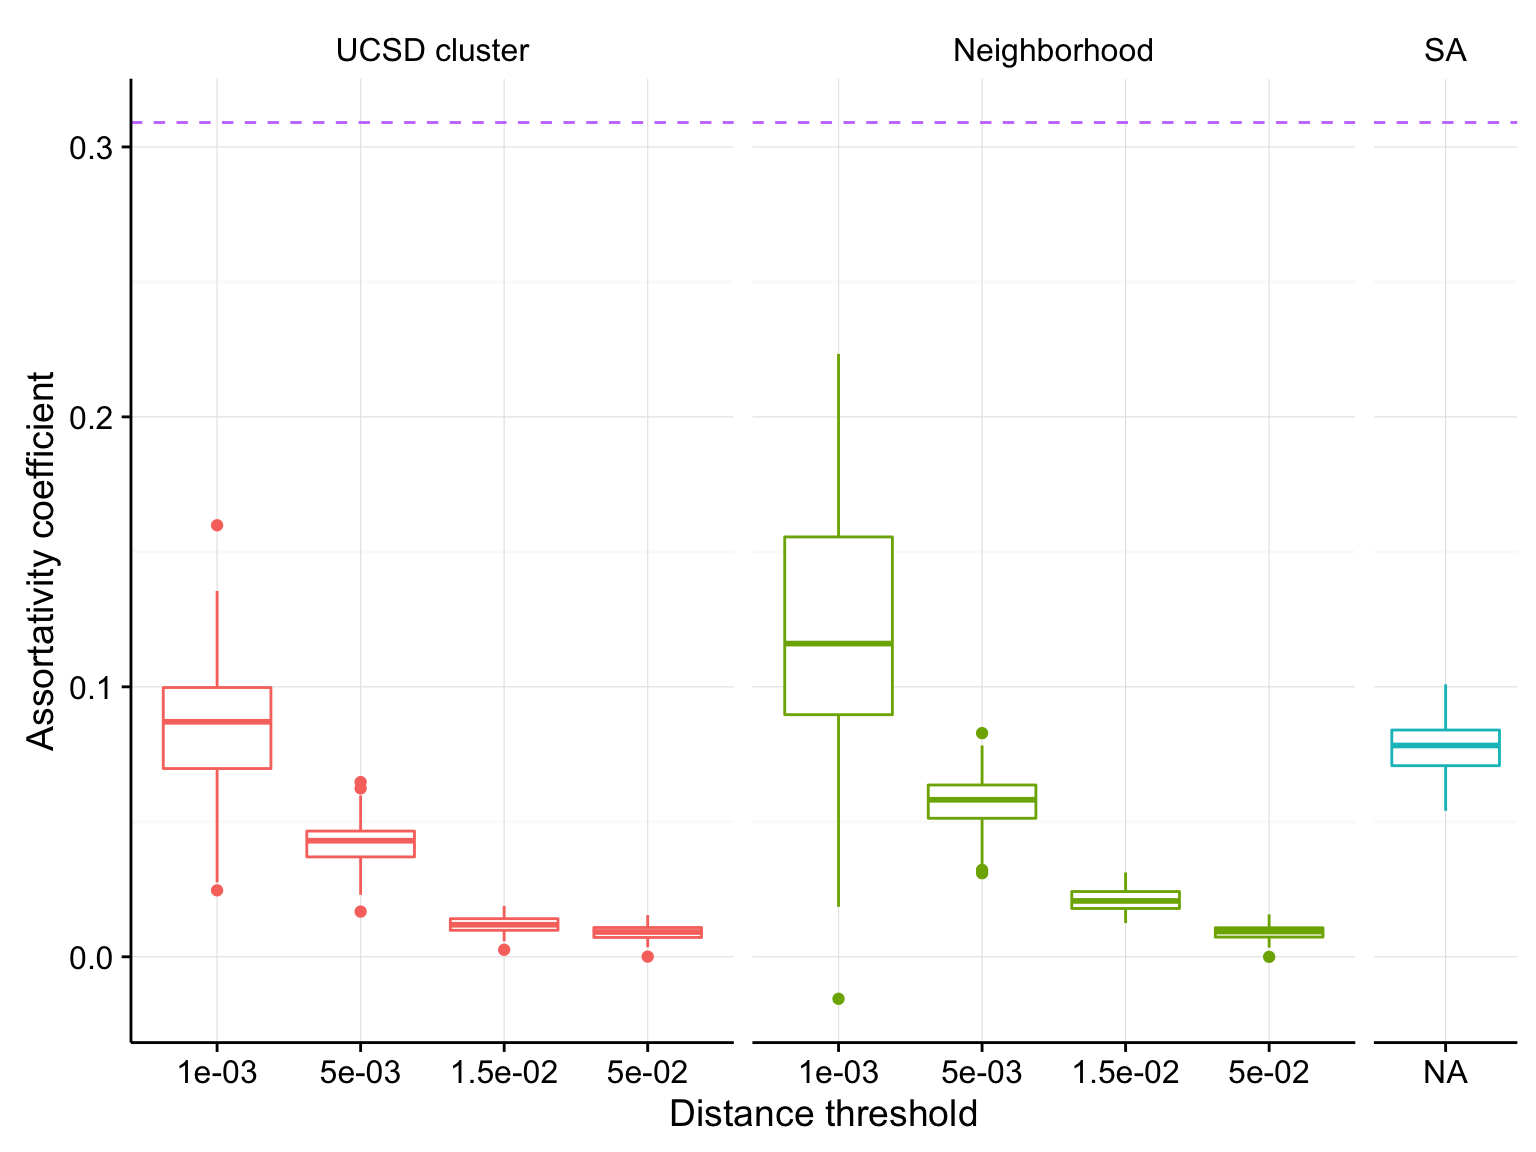 UCSD cluster
Neighborhood
SA
Assortativity coefficient
0.3
0.2
0.1
0.0
1e-03 5e-03 1.5e-02 5e-02 1e-03 5e-03 1.5e-02 5e-02 NA
Distance threshold